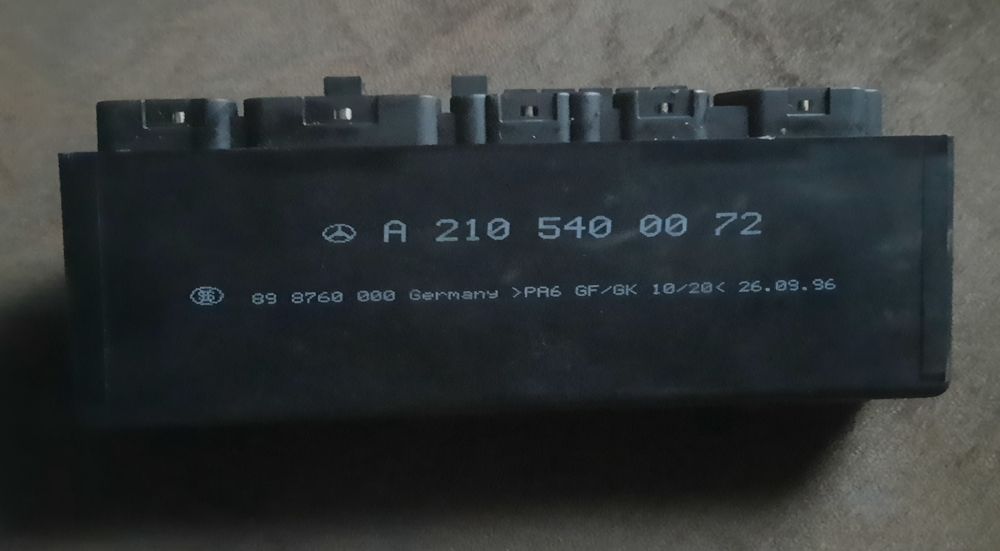 A 210 540 00 72
89 8760 000 Germany >PA6 GF/GK 10/20< 26.09.96